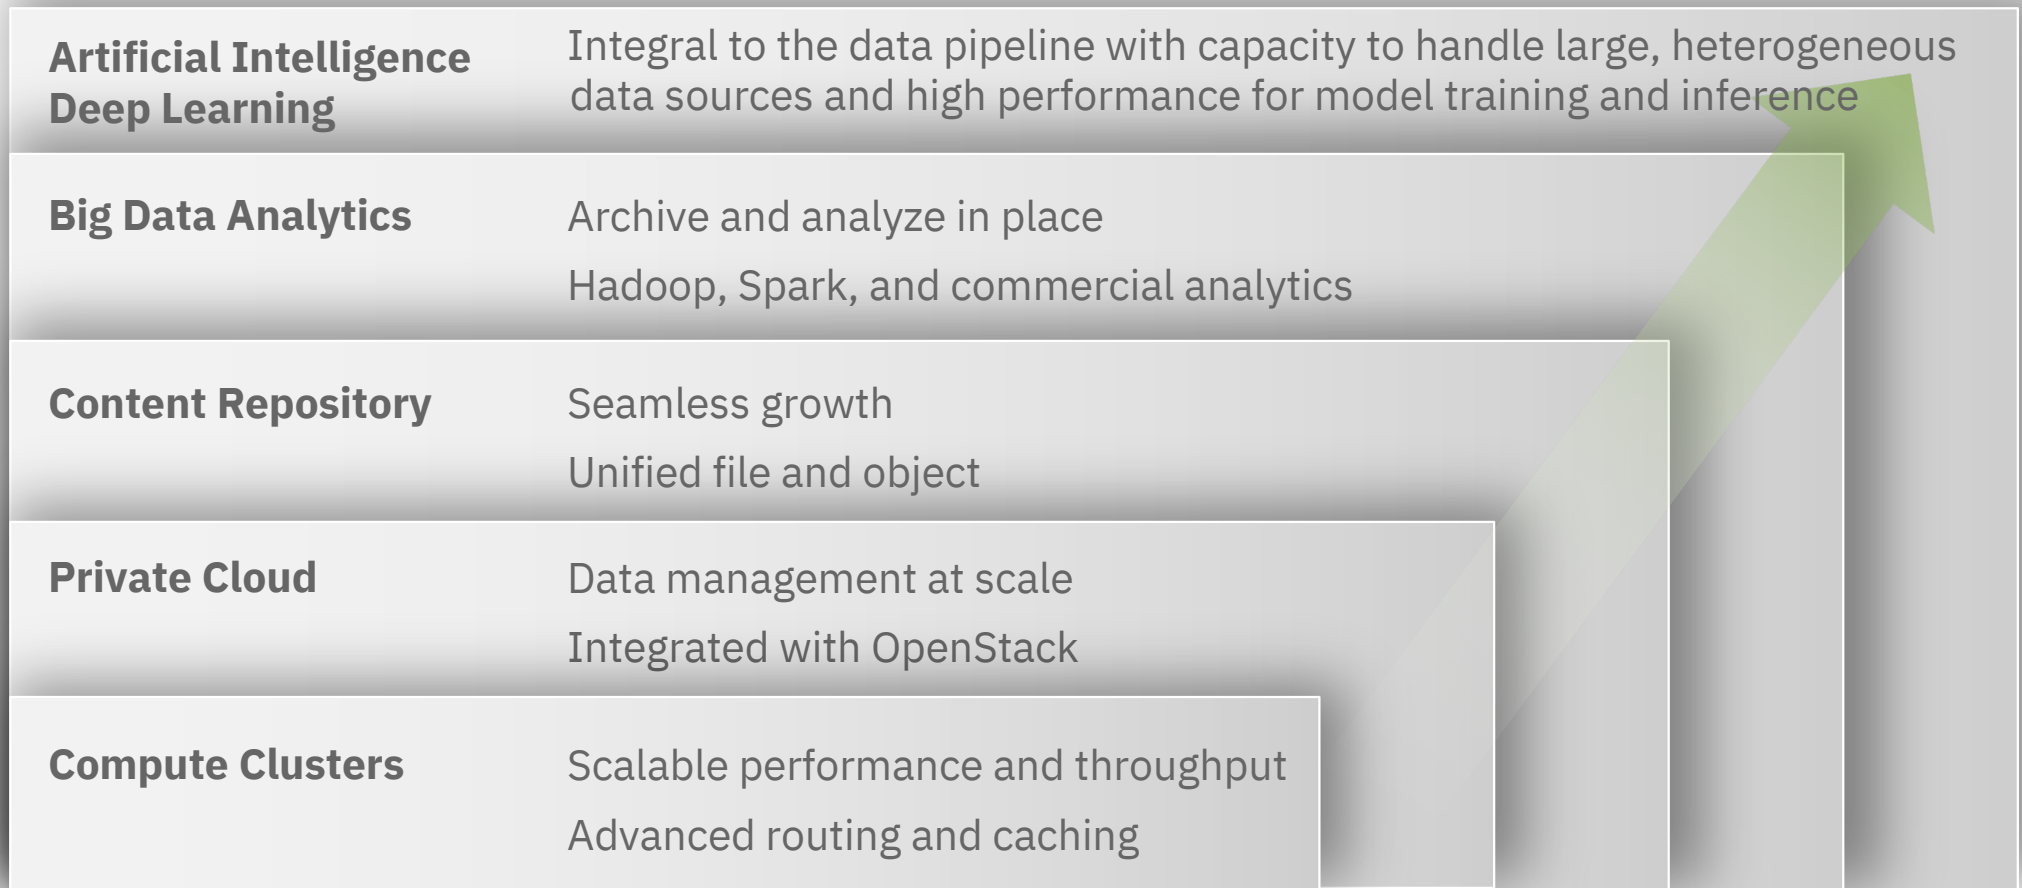 Artificial Intelligence
Deep Learning
Integral to the data pipeline with capacity to handle large, heterogeneous
data sources and high performance for model training and inference
Big Data Analytics
Archive and analyze in place
Hadoop, Spark, and commercial analytics
Content Repository
Seamless growth
Unified file and object
Private Cloud
Data management at scale
Integrated with OpenStack
Compute Clusters
Scalable performance and throughput
Advanced routing and caching